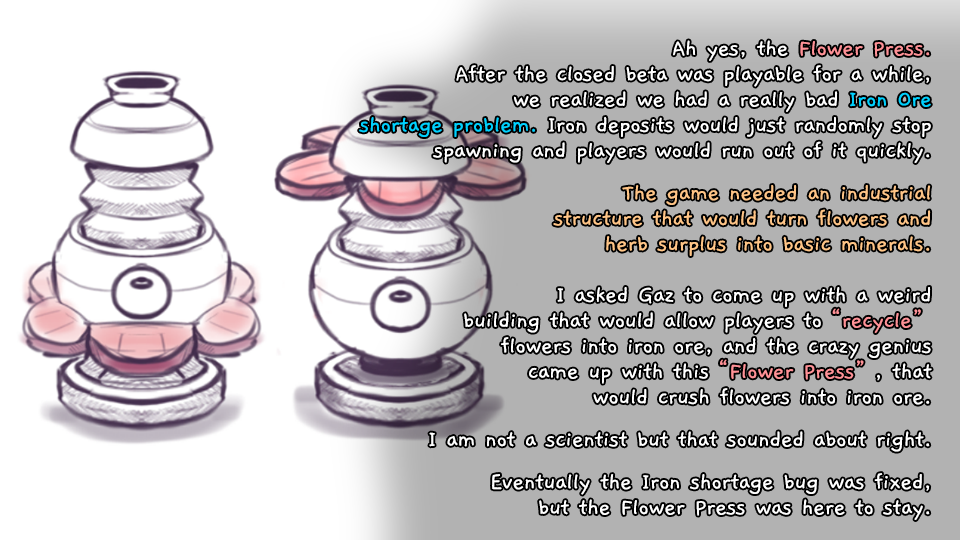 Ah yes, the Flower Press.
After the closed beta was playable for a while,
we realized we had a really bad Iron Ore
shortage problem. Iron deposits would just randomly stop
spawning and players would run out of it quickly.
The game needed an industrial
structure that would turn flowers and
herb surplus into basic minerals.
I asked Gaz to come up with a weird
building that would allow players to “recycle”
flowers into iron ore, and the crazy genius
came up with this “Flower Press” , that
would crush flowers into iron ore.
I am not a scientist but that sounded about right.
Eventually the Iron shortage bug was fixed,
but the Flower Press was here to stay.